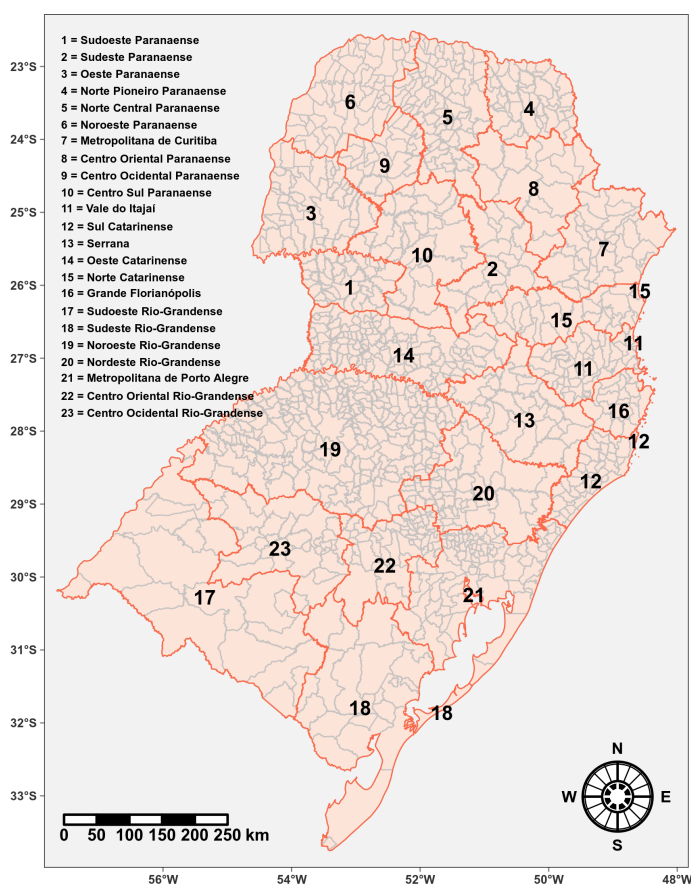 1 = Sudoeste Paranaense
2 = Sudeste Paranaense
3 = Oeste Paranaense
4 = Norte Pioneiro Paranaense
5 = Norte Central Paranaense
6 = Noroeste Paranaense
7 = Metropolitana de Curitiba
8 = Centro Oriental Paranaense
9 = Centro Ocidental Paranaense
10 = Centro Sul Paranaense
11 = Vale do Itajaí
12 = Sul Catarinense
13 = Serrana
14 = Oeste Catarinense
15 = Norte Catarinense
16 = Grande Florianópolis
17 = Sudoeste Rio-Grandense
18 = Sudeste Rio-Grandense
19 = Noroeste Rio-Grandense
20 = Nordeste Rio-Grandense
21 = Metropolitana de Porto Alegre
22 = Centro Oriental Rio-Grandense
23 = Centro Ocidental Rio-Grandense
23°S
24°S
25°S
26°S
27°S
28°S
29°S
30°S
31°S
32°S
33°S
6
5
4
9
8
3
7
10
2
1
15
15
11
14
11
16
13
12
19
12
20
23
22
21
17
18
18
N
W
E
S
0 50 100 150 200 250 km
56°W 54°W 52°W 50°W 48°W